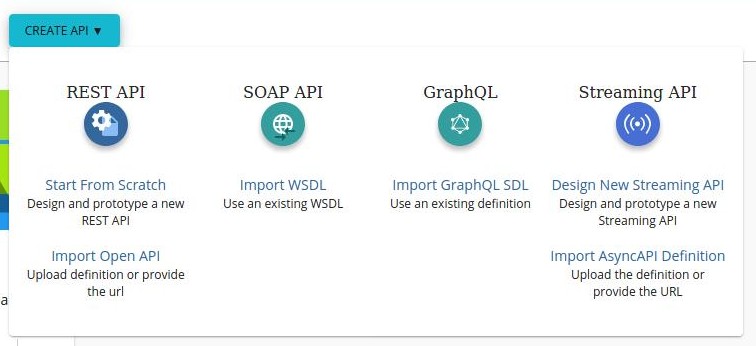 CREATE API ▼
REST API
Start From Scratch
Design and prototype a new
REST API
Import Open API
Upload definition or provide
the url
SOAP API
Import WSDL
Use an existing WSDL
GraphQL
Import GraphQL SDL
Use an existing definition
Streaming API
Design New Streaming API
Design and prototype a new
Streaming API
Import AsyncAPI Definition
Upload the definition or
provide the URL
a